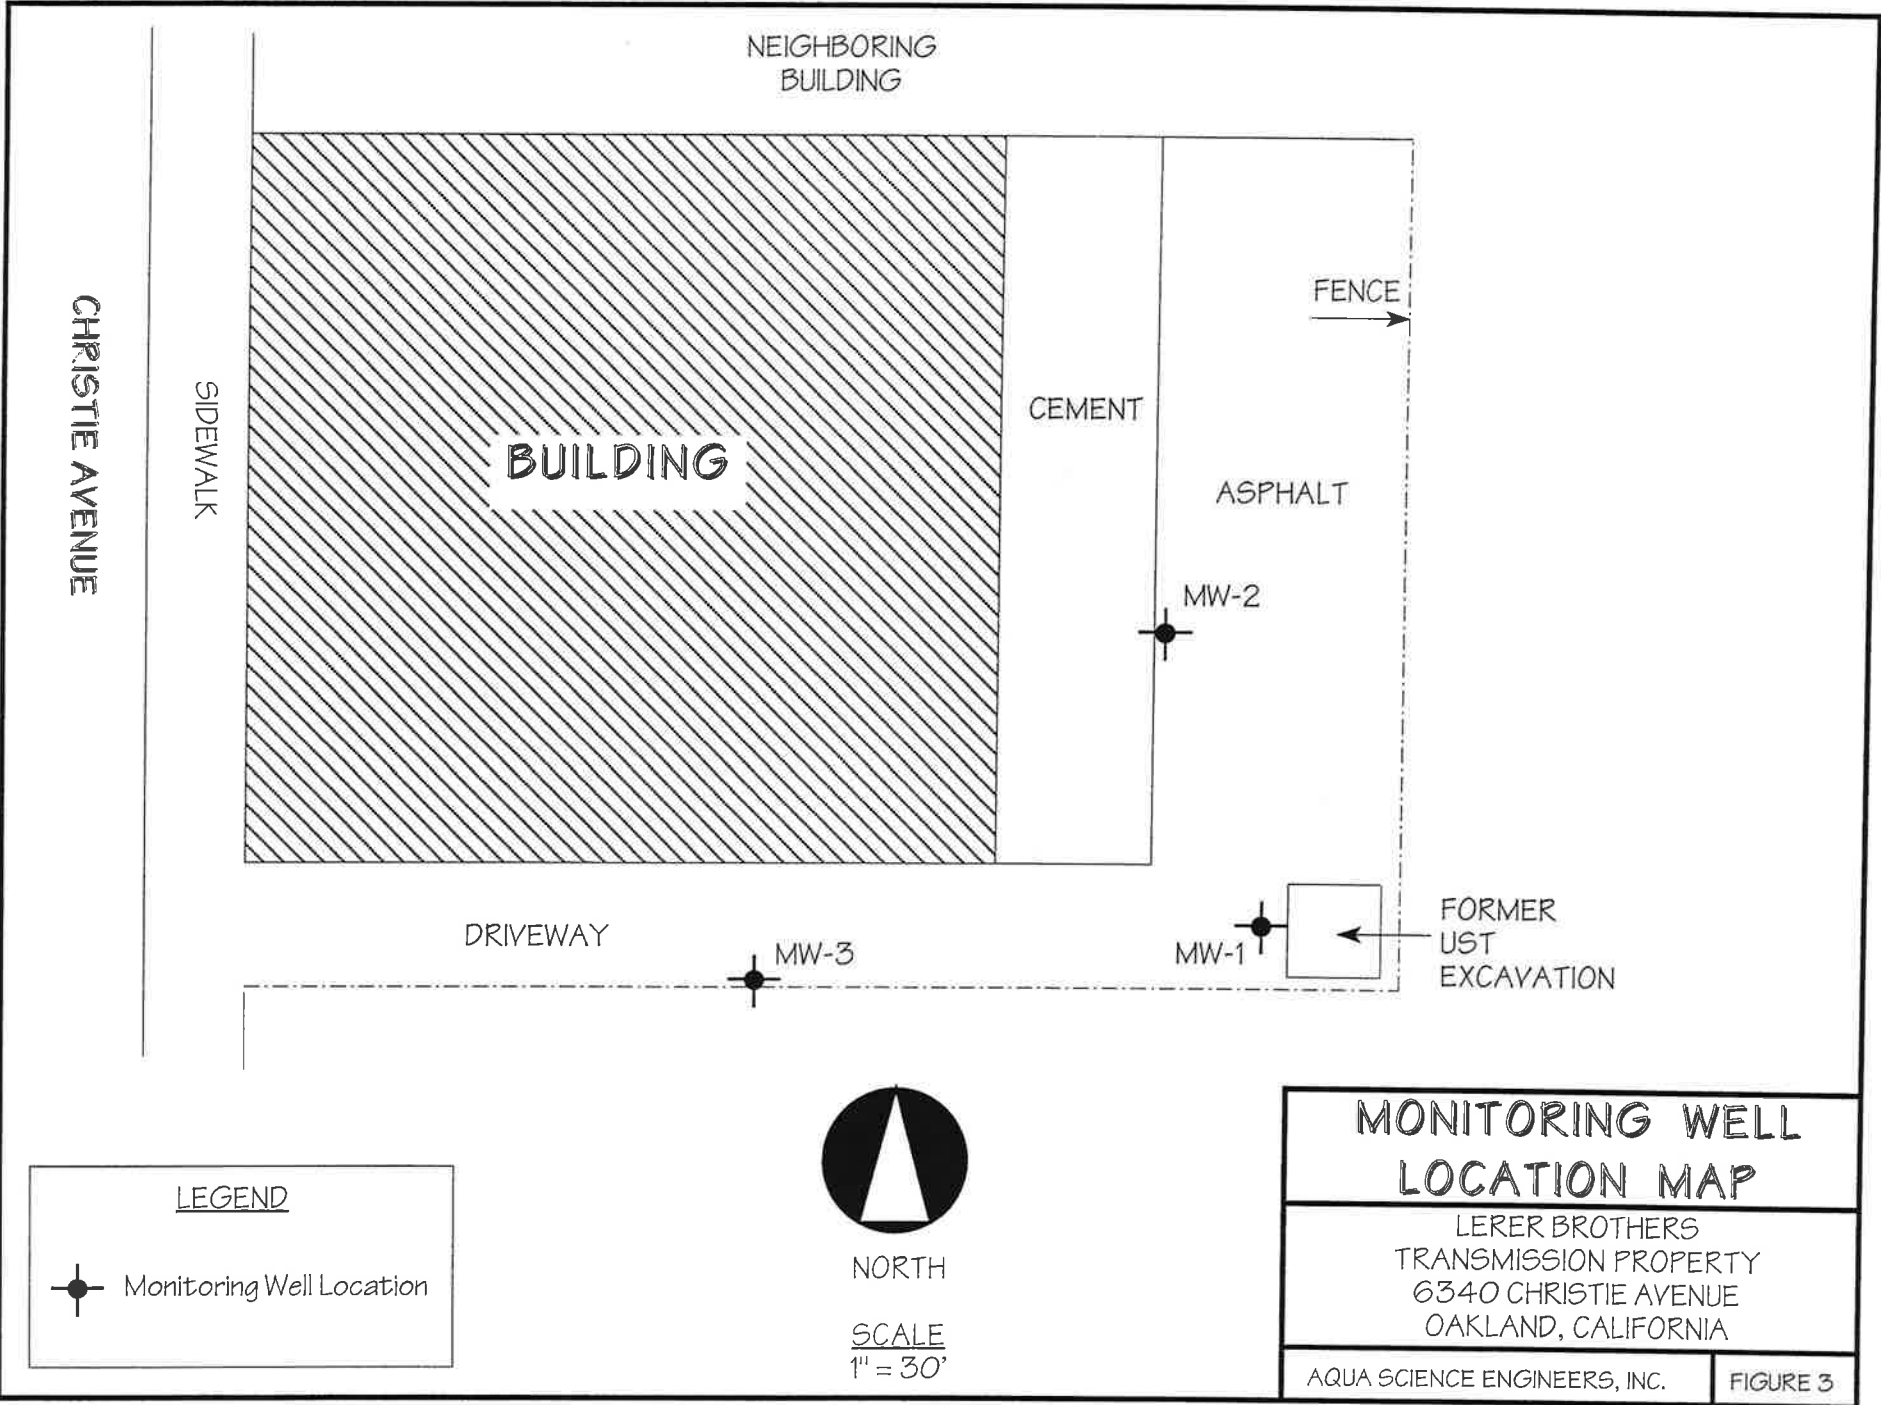 NEIGHBORING
BUILDING
CHRISTIE AVENUE
SIDEWALK
BUILDING
CEMENT
FENCE
ASPHALT
MW-2
DRIVEWAY
MW-3
MW-1
FORMER
UST
EXCAVATION
LEGEND
Monitoring Well Location
NORTH
SCALE
1" = 30'
MONITORING WELL
LOCATION MAP
LERER BROTHERS
TRANSMISSION PROPERTY
6340 CHRISTIE AVENUE
OAKLAND, CALIFORNIA
AQUA SCIENCE ENGINEERS, INC.
FIGURE 3